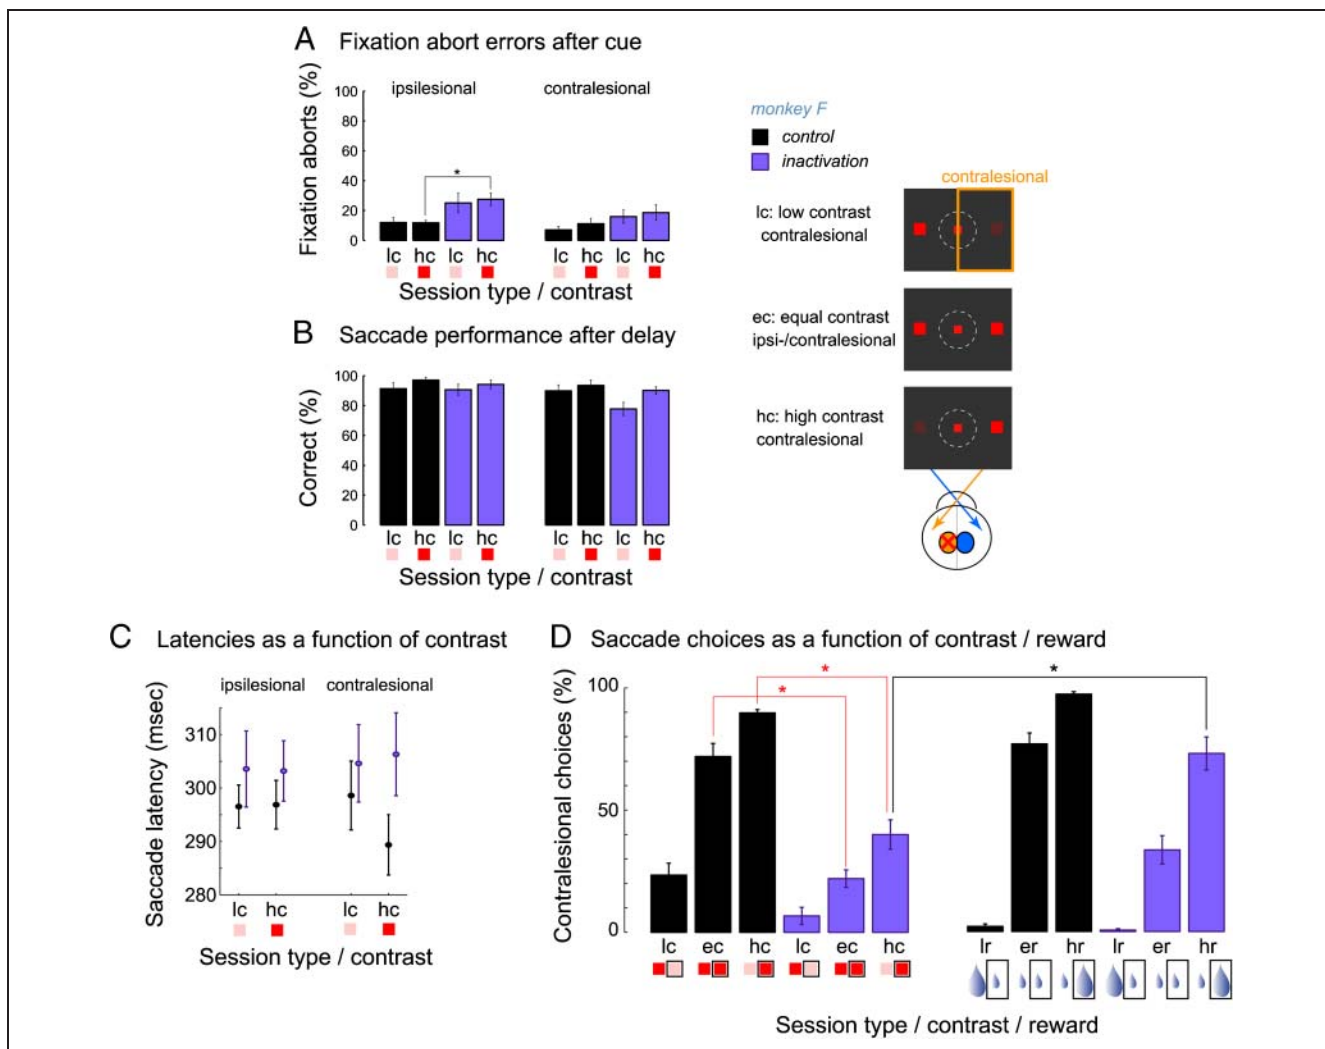 A Fixation abort errors after cue
ipsilesional contralesional
Fixation aborts (%)
100
80
60
40
20
0
*
lc hc lc hc lc hc lc hc
Session type / contrast
B Saccade performance after delay
Correct (%)
100
80
60
40
20
0
lc hc lc hc lc hc lc hc
Session type / contrast
monkey F
control
inactivation
contralesional
lc: low contrast
contralesional
ec: equal contrast
ipsi-/contralesional
hc: high contrast
contralesional
C Latencies as a function of contrast
ipsilesional contralesional
Saccade latency (msec)
310
300
290
280
lc hc lc hc
Session type / contrast
D Saccade choices as a function of contrast / reward
Contralesional choices (%)
100
50
0
* * *
lc ec hc lc ec hc lr er hr lr er hr
Session type / contrast / reward